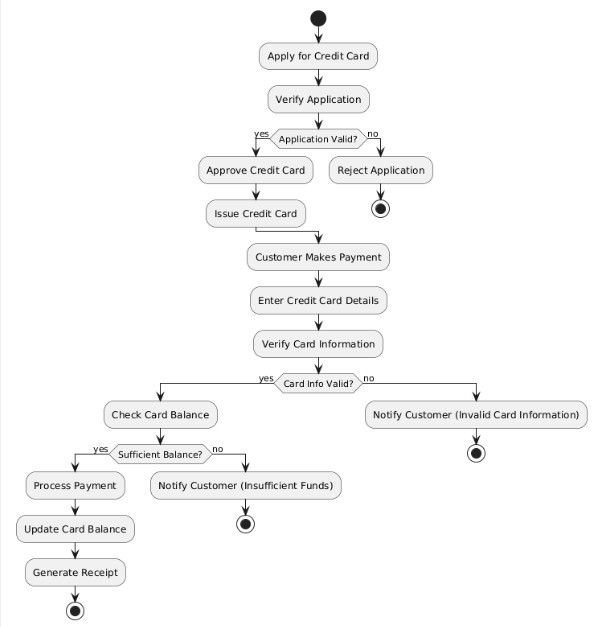 Apply for Credit Card
Verify Application
yes
Application Valid?
no
Approve Credit Card
Reject Application
Issue Credit Card
Customer Makes Payment
Enter Credit Card Details
Verify Card Information
yes
Card Info Valid?
no
Check Card Balance
Notify Customer (Invalid Card Information)
yes
Sufficient Balance?
no
Process Payment
Notify Customer (Insufficient Funds)
Update Card Balance
Generate Receipt